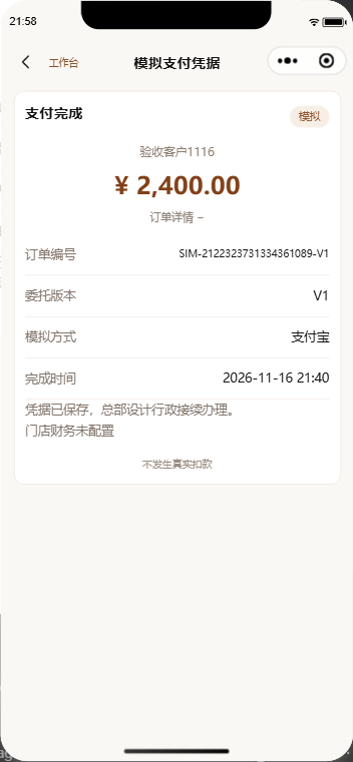 21:58
工作台
模拟支付凭据
支付完成
模拟
验收客户1116
¥ 2,400.00
订单详情 –
订单编号
SIM-2122323731334361089-V1
委托版本
V1
模拟方式
支付宝
完成时间
2026-11-16 21:40
凭据已保存，总部设计行政接续办理。
门店财务未配置
不发生真实扣款